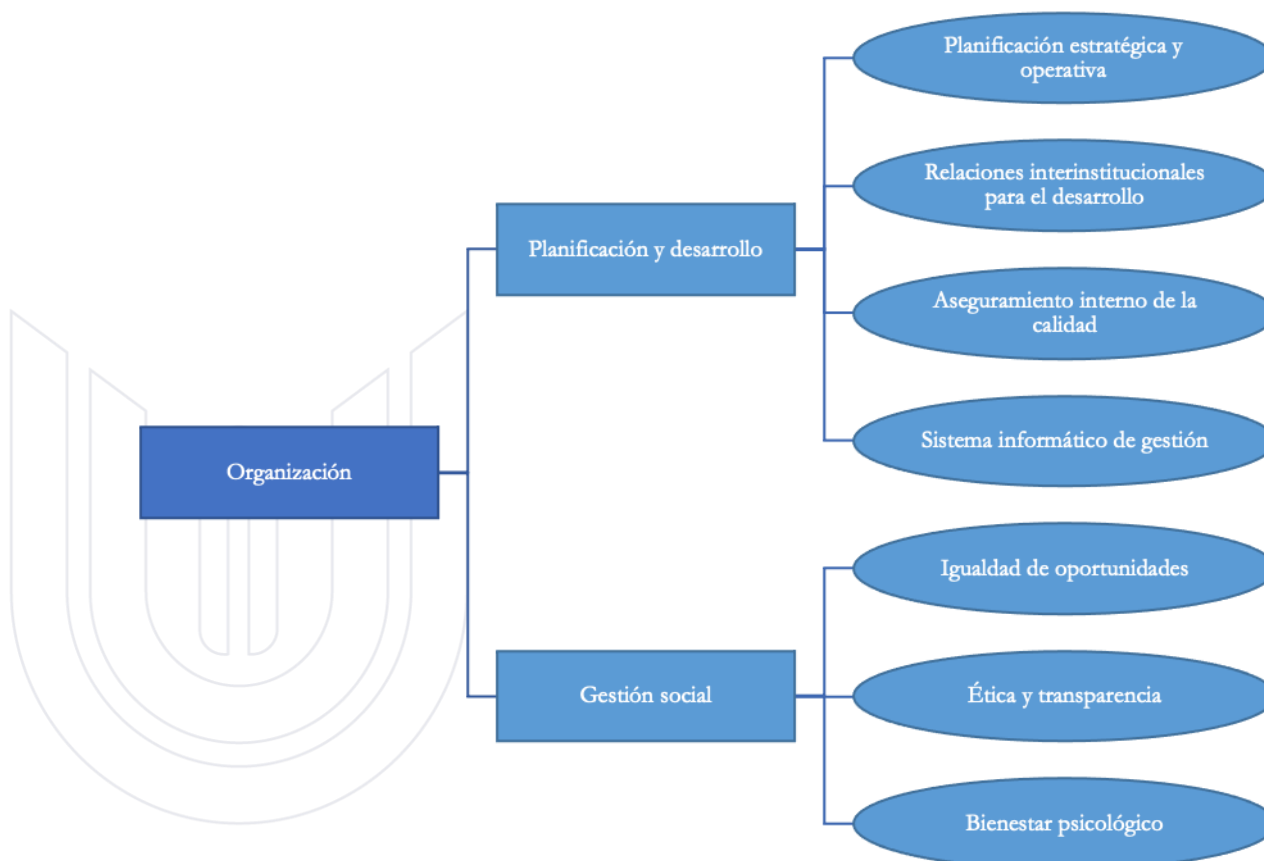 Planificación estratégica y
operativa
Relaciones interinstitucionales
para el desarrollo
Planificación y desarrollo
Aseguramiento interno de la
calidad
Sistema informático de gestión
Organización
Igualdad de oportunidades
Gestión social
Ética y transparencia
Bienestar psicológico